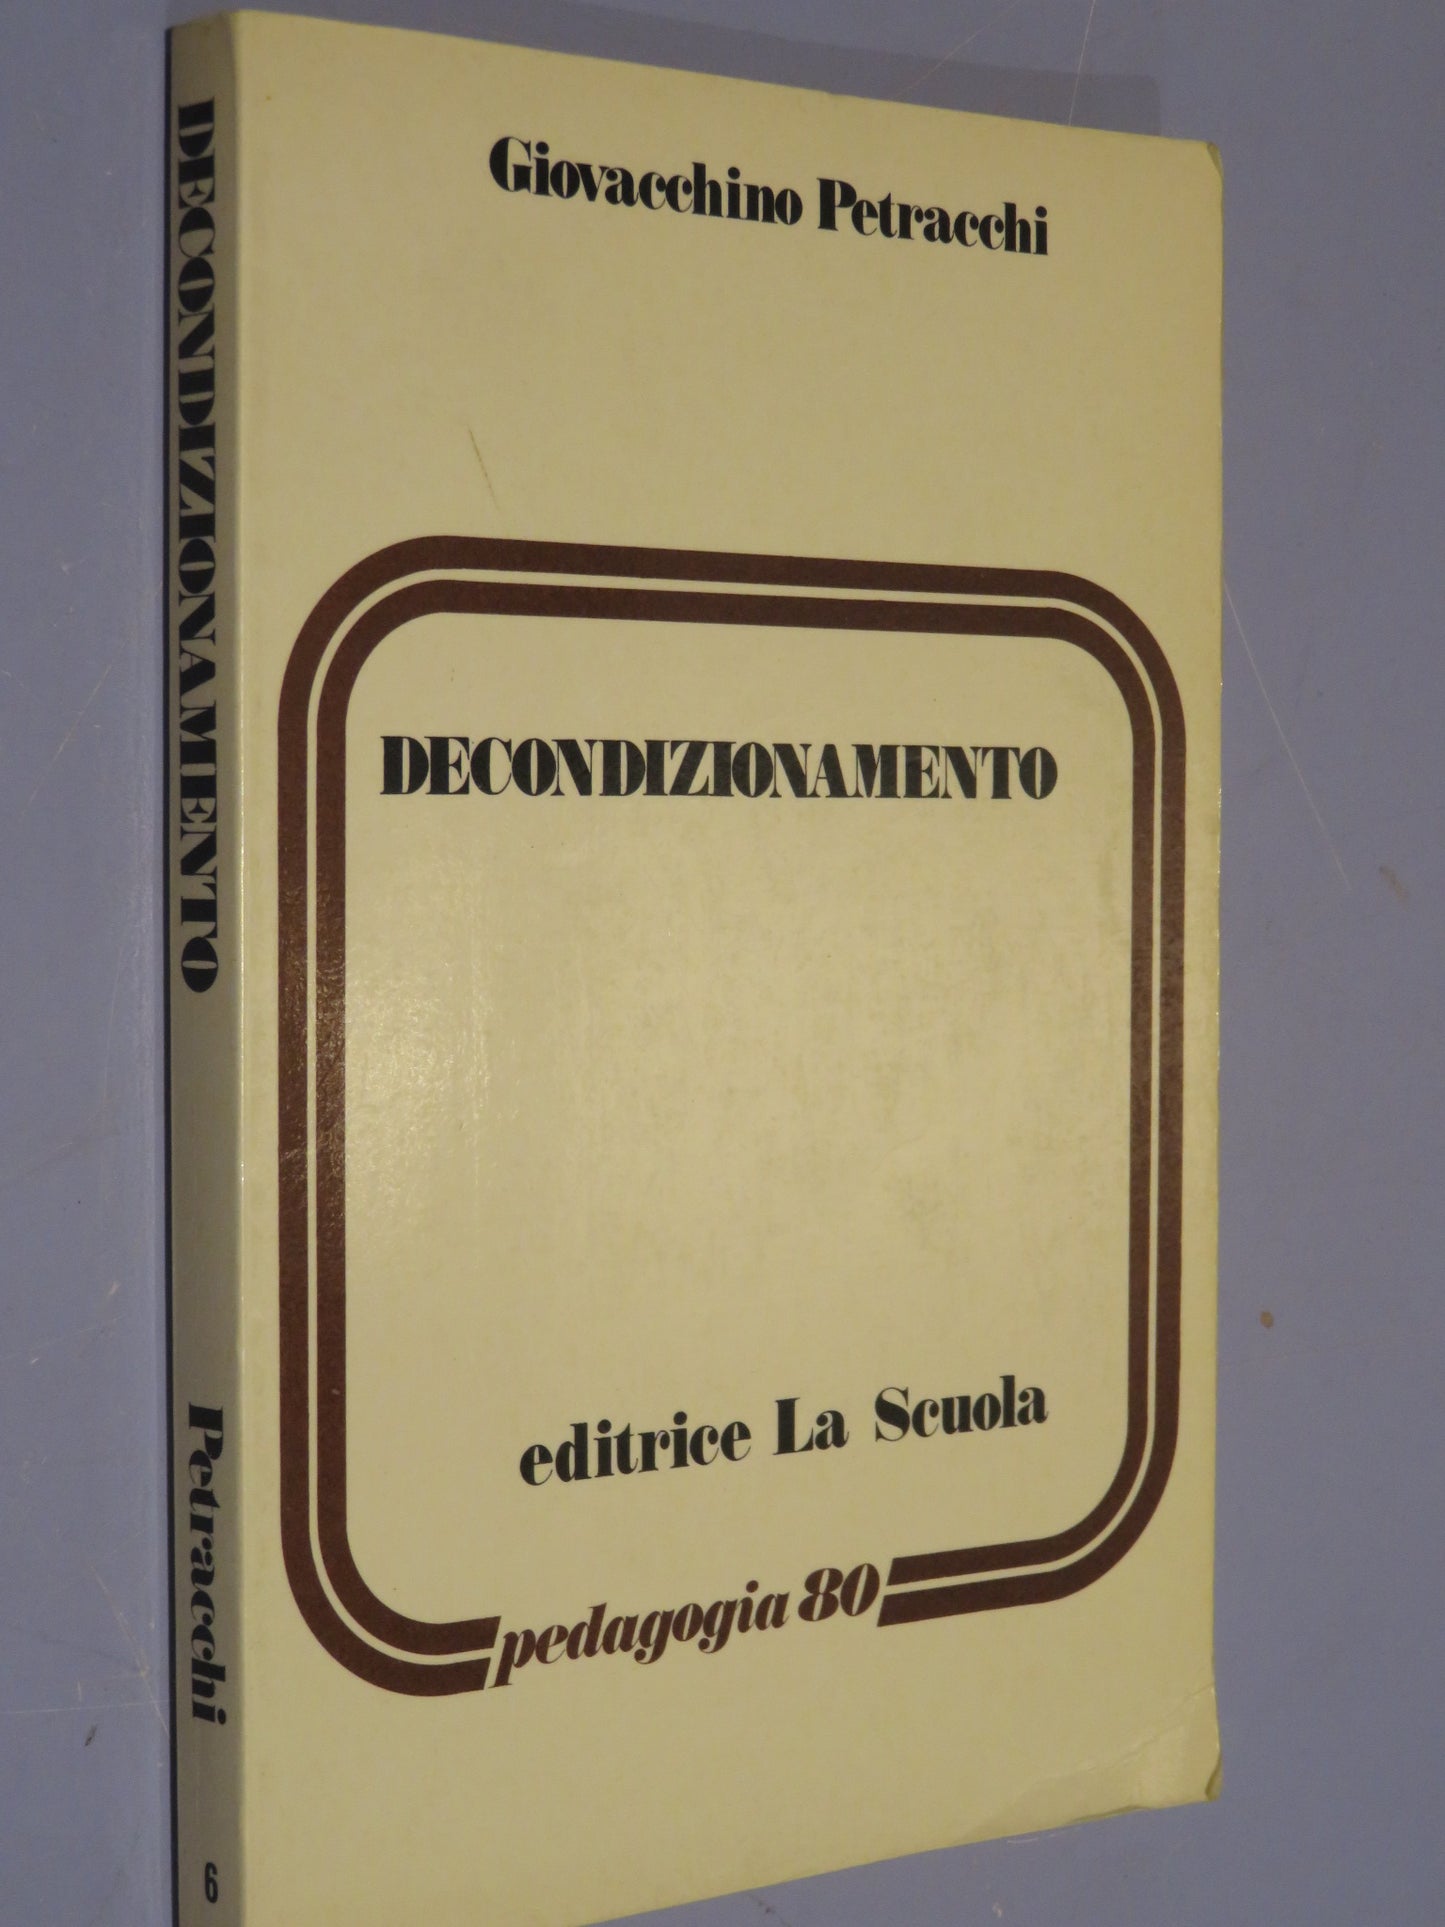 Giovacchino Petracchi
DECONDIZIONAMENTO
editrice La Scuola
pedagogia 80
DECONDIZIONAMENTO
Petracchi
6